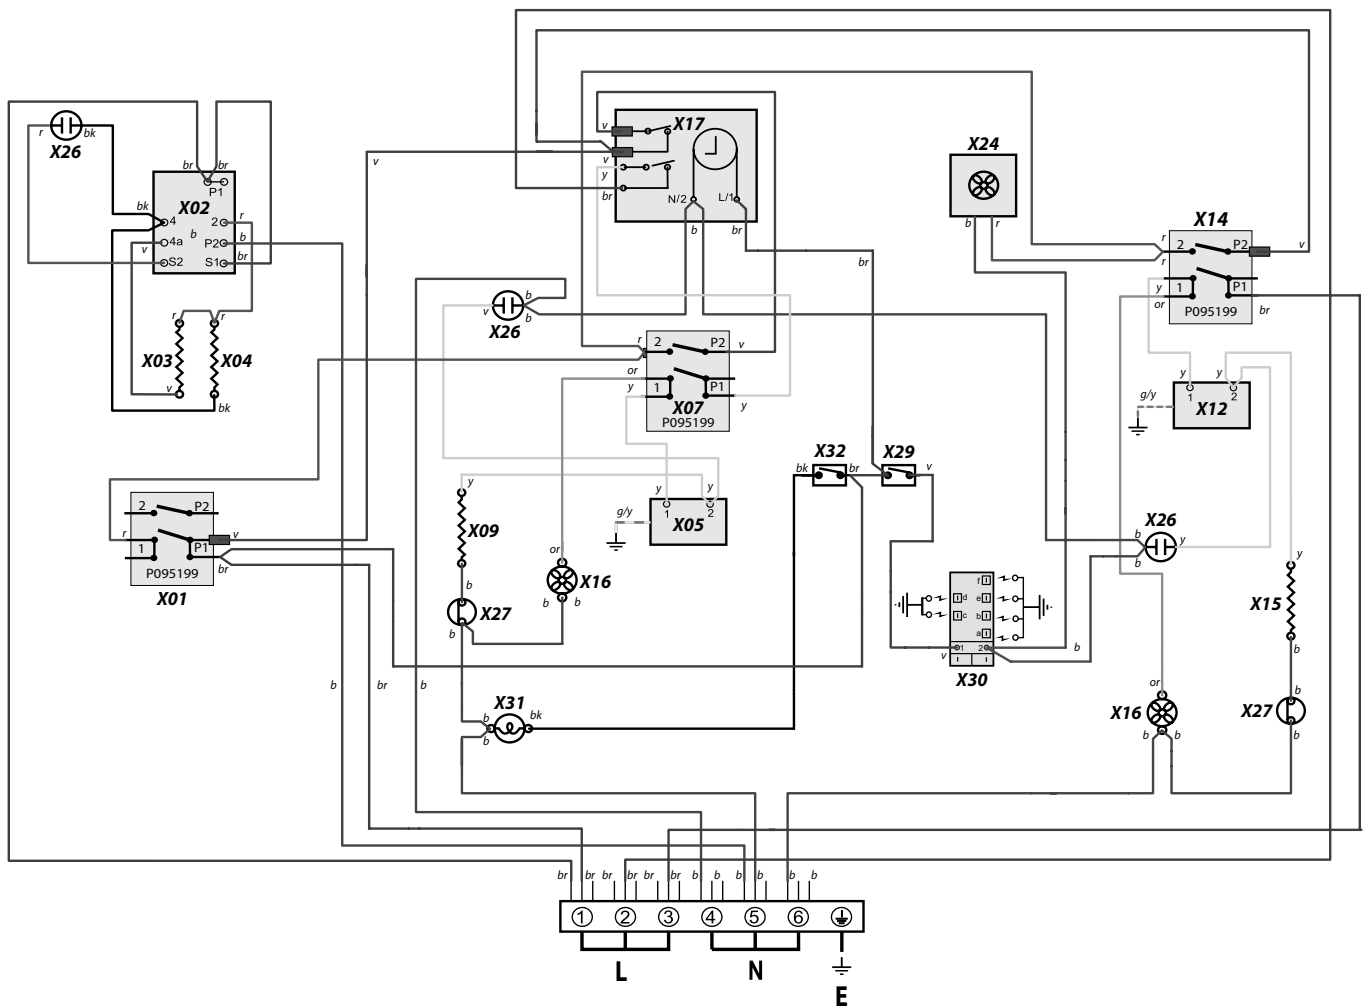 X26
r
bk
br
br
P1
X02
bk
4
b
2
r
4a
v
P2
b
S2
S1
br
v
r
r
X03
X04
v
bk
X17
v
v
y
br
N/2
L/1
b
br
br
X24
b
r
X14
r
2
P2
v
r
y
1
P1
or
P095199
br
b
v
b
X26
r
2
P2
v
or
y
1
P1
X07
y
P095199
y
y
1
2
X12
g/y
X32
bk
br
X29
v
2
P2
r
1
P1
v
P095199
br
X01
y
X09
b
X27
b
or
X16
b
b
y
y
1
2
X05
g/y
X26
b
y
b
f
d
e
c
b
a
1
2
v
b
X30
y
X15
b
b
X27
b
or
X16
b
b
b
br
b
X31
b
bk
b
br
br
br
br
br
br
b
b
b
b
b
b
1
2
3
4
5
6
L
N
E